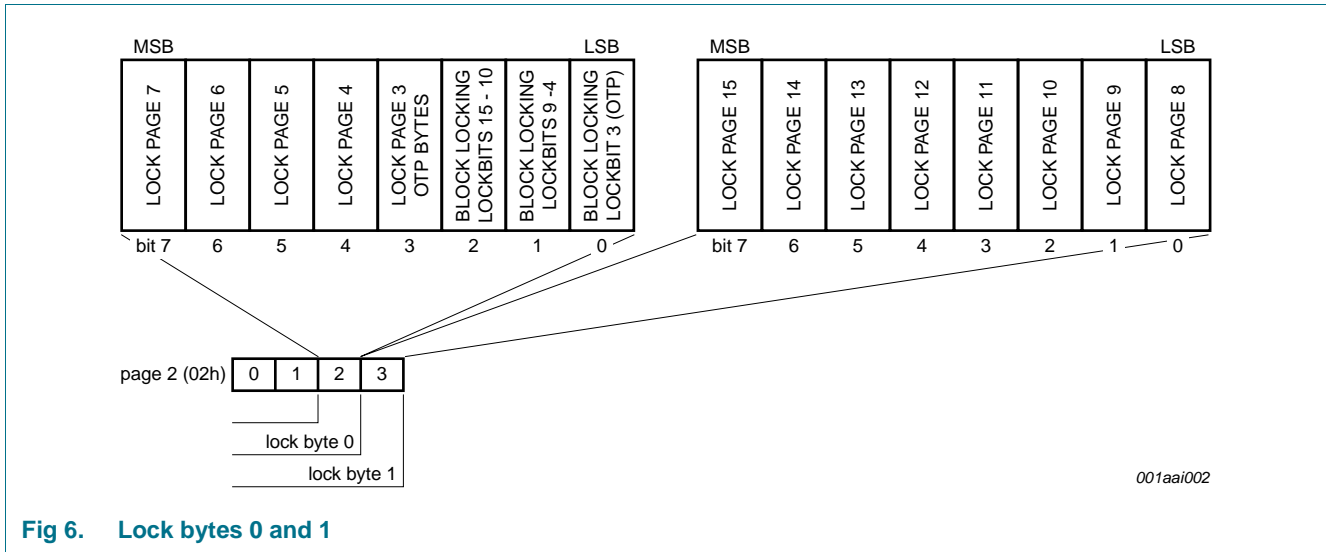 MSB LSB MSB LSB
LOCK PAGE 7
LOCK PAGE 6
LOCK PAGE 5
LOCK PAGE 4
LOCK PAGE 3
OTP BYTES
BLOCK LOCKING
LOCKBITS 15 - 10
BLOCK LOCKING
LOCKBITS 9 -4
BLOCK LOCKING
LOCKBIT 3 (OTP)
LOCK PAGE 15
LOCK PAGE 14
LOCK PAGE 13
LOCK PAGE 12
LOCK PAGE 11
LOCK PAGE 10
LOCK PAGE 9
LOCK PAGE 8
bit 7 6 5 4 3 2 1 0 bit 7 6 5 4 3 2 1 0
page 2 (02h) 0 1 2 3
lock byte 0
lock byte 1
001aai002
Fig 6. Lock bytes 0 and 1